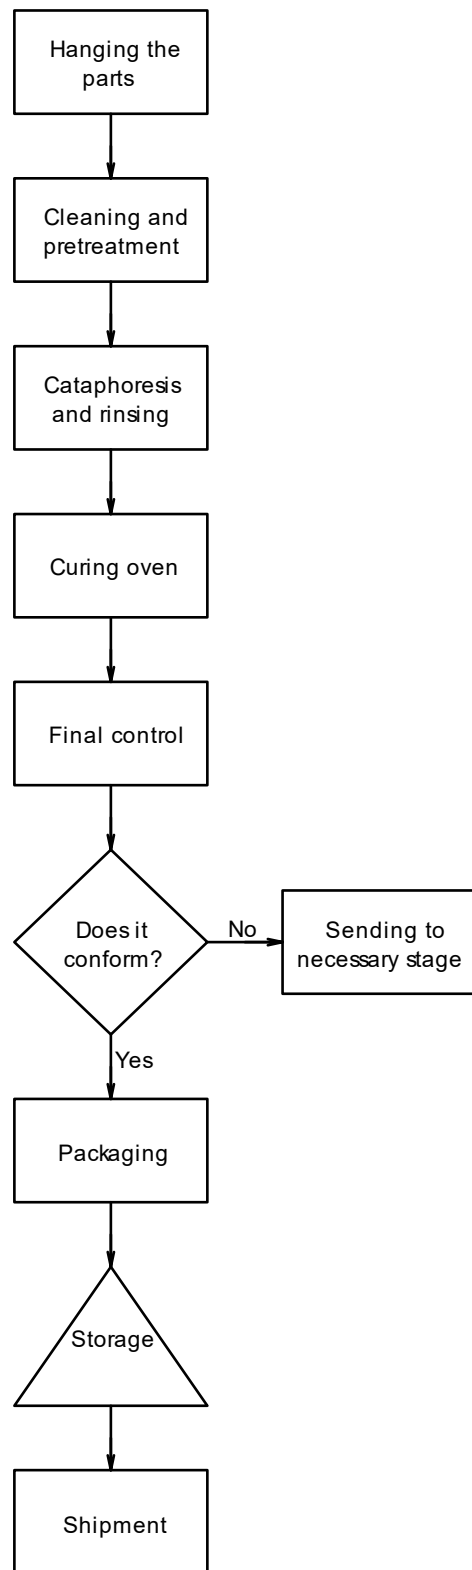 Hanging the
parts
Cleaning and
pretreatment
Cataphoresis
and rinsing
Curing oven
Final control
Does it
conform?
No
Sending to
necessary stage
Yes
Packaging
Storage
Shipment